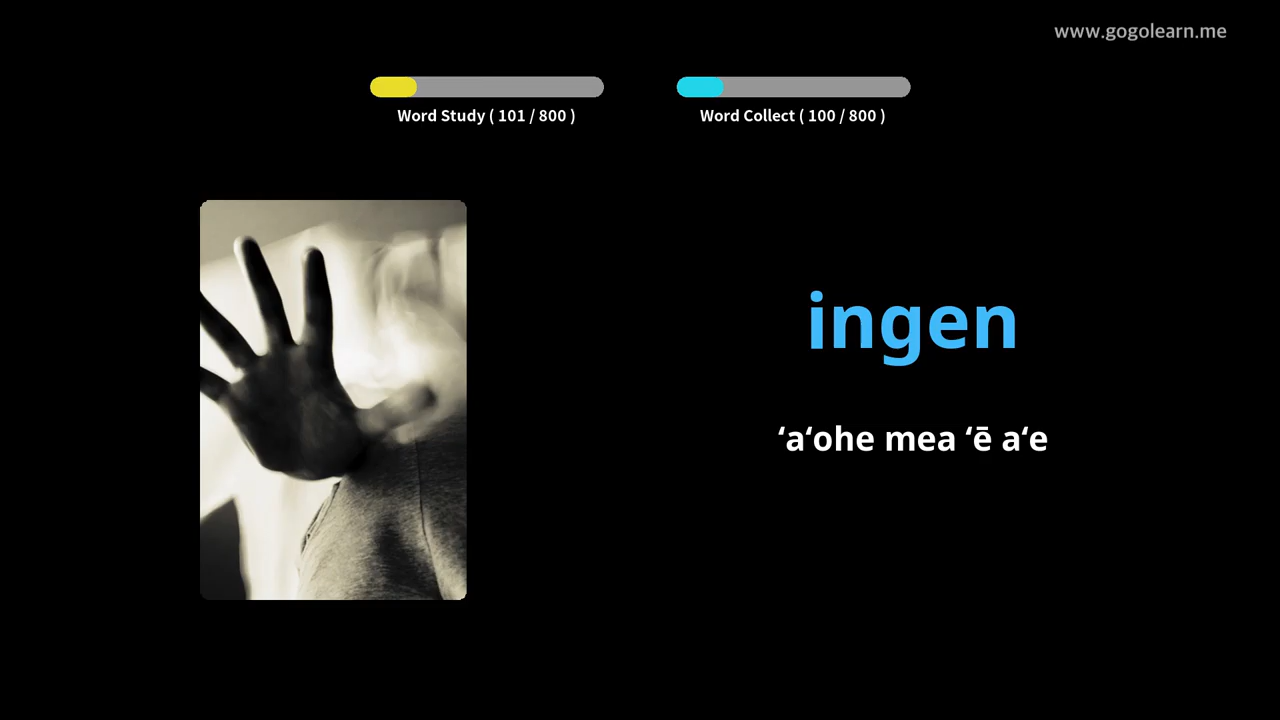 www.gogolearn.me
Word Study ( 101 / 800 )
Word Collect ( 100 / 800 )
ingen
ʻaʻohe mea ʻē aʻe